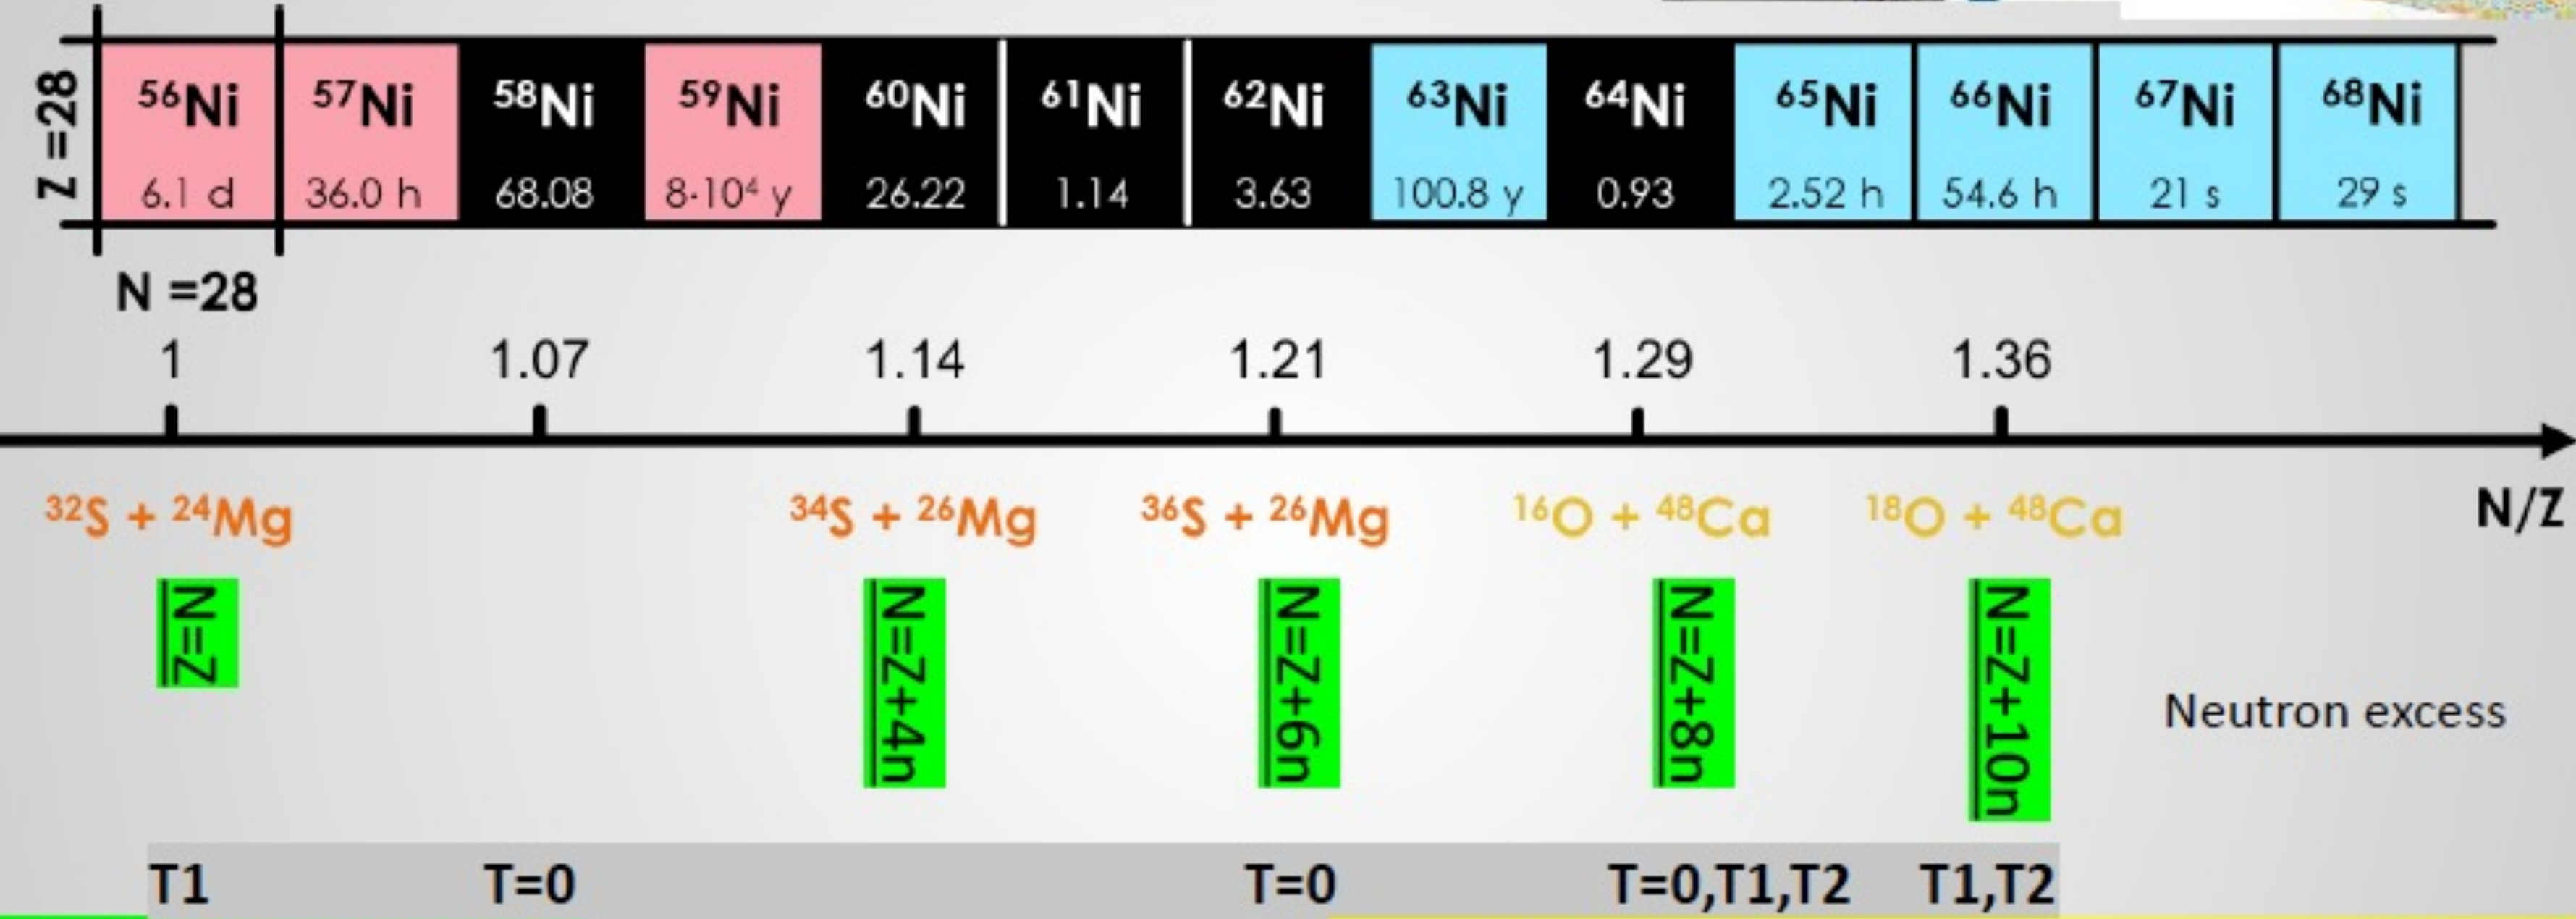 Z =28
⁵⁶Ni ⁵⁷Ni ⁵⁸Ni ⁵⁹Ni ⁶⁰Ni ⁶¹Ni ⁶²Ni ⁶³Ni ⁶⁴Ni ⁶⁵Ni ⁶⁶Ni ⁶⁷Ni ⁶⁸Ni
6.1 d 36.0 h 68.08 8·10⁴ y 26.22 1.14 3.63 100.8 y 0.93 2.52 h 54.6 h 21 s 29 s
N =28
1 1.07 1.14 1.21 1.29 1.36
³²S + ²⁴Mg ³⁴S + ²⁶Mg ³⁶S + ²⁶Mg ¹⁶O + ⁴⁸Ca ¹⁸O + ⁴⁸Ca N/Z
N=Z N=Z+4n N=Z+6n N=Z+8n N=Z+10n
Neutron excess
T1 T=0 T=0 T=0,T1,T2 T1,T2